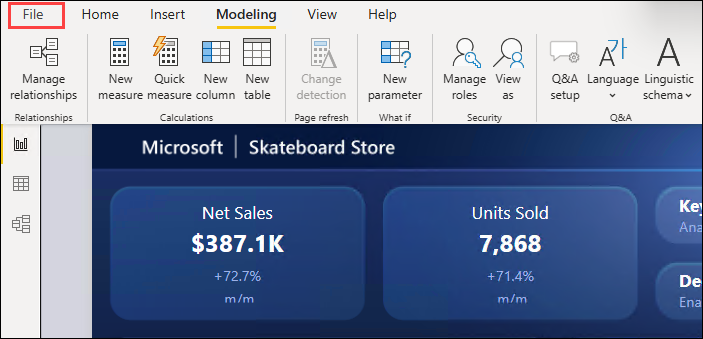 File Home Insert Modeling View Help
Manage relationships
New measure
Quick measure
New column
New table
Change detection
New parameter
Manage roles
View as
Q&A setup
Language
Linguistic schema
Relationships
Calculations
Page refresh
What if
Security
Q&A
Microsoft | Skateboard Store
Net Sales
$387.1K
+72.7%
m/m
Units Sold
7,868
+71.4%
m/m
Key
Ana
De
Ena